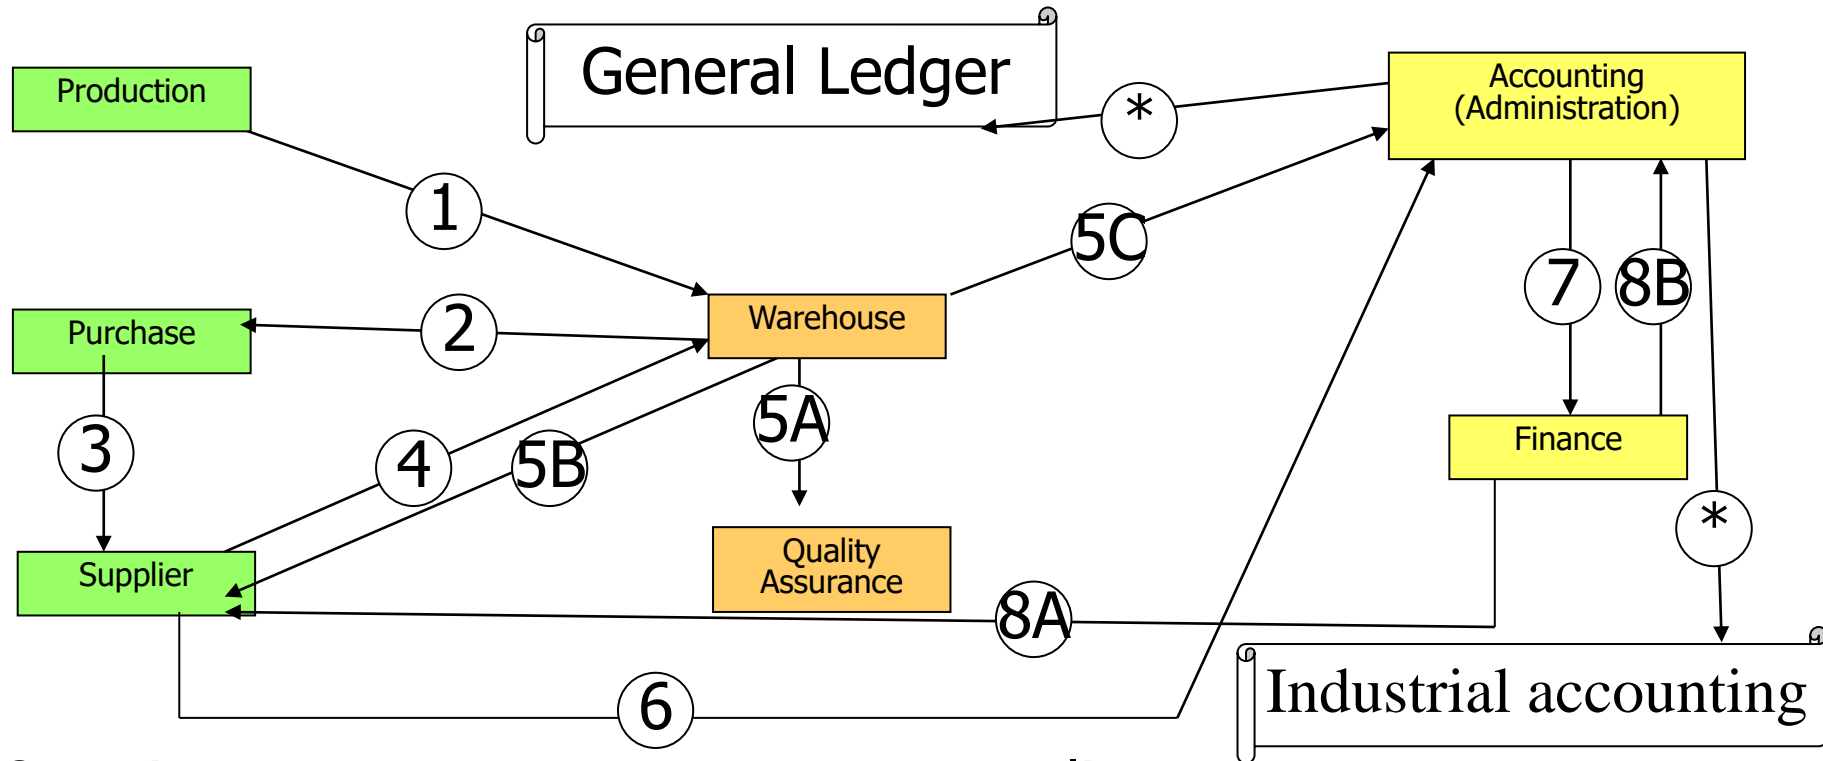 General Ledger
Accounting
(Administration)
Production
*
1
5C
7
8B
Warehouse
Purchase
2
5A
3
4
5B
Finance
*
Quality
Assurance
Supplier
8A
6
Industrial accounting